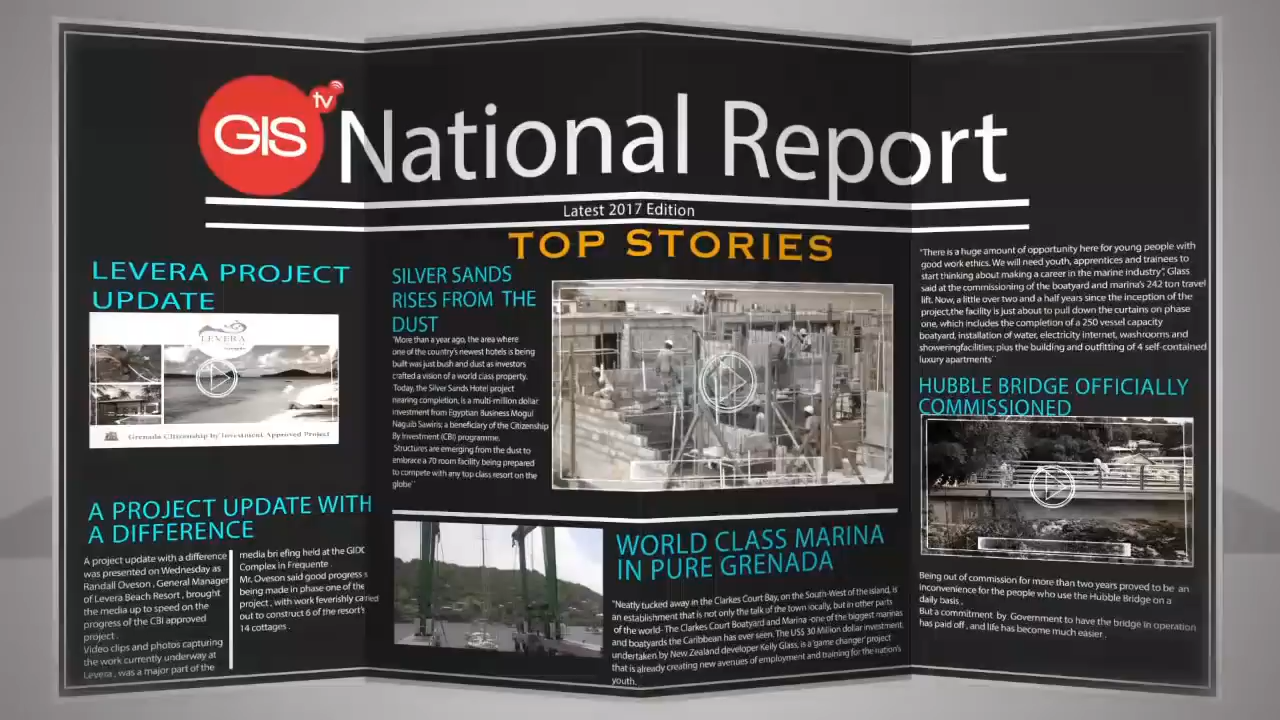 GIS
tv
National Report
Latest 2017 Edition
TOP STORIES
LEVERA PROJECT
UPDATE
LEVERA
Grenada Citizenship by Investment Approved Project
A PROJECT UPDATE WITH
A DIFFERENCE
A project update with a difference
was presented on Wednesday as
Randall Oveson , General Manager
of Levera Beach Resort , brought
the media up to speed on the
progress of the CBI approved
project .
Video clips and photos capturing
the work currently underway at
Levera , was a major part of the
media bri efing held at the GIDC
Complex in Frequente .
Mr. Oveson said good progress s
being made in phase one of the
project , with work feverishly carried
out to construct 6 of the resort's
14 cottages .
SILVER SANDS
RISES FROM THE
DUST
"More than a year ago, the area where
one of the country's newest hotels is being
built was just bush and dust as investors
crafted a vision of a world class property.
Today, the Silver Sands Hotel project
nearing completion, is a multi-million dollar
investment from Egyptian Business Mogul
Naguib Sawiris; a beneficiary of the Citizenship
By Investment (CBI) programme.
Structures are emerging from the dust to
embrace a 70 room facility being prepared
to compete with any top class resort on the
globe"
WORLD CLASS MARINA
IN PURE GRENADA
"Neatly tucked away in the Clarkes Court Bay, on the South-West of the island, is
an establishment that is not only the talk of the town locally, but in other parts
of the world- The Clarkes Court Boatyard and Marina -one of the biggest marinas
and boatyards the Caribbean has ever seen. The US$ 30 Million dollar investment,
undertaken by New Zealand developer Kelly Glass, is a 'game changer' project
that is already creating new avenues of employment and training for the nation's
youth.
"There is a huge amount of opportunity here for young people with
good work ethics. We will need youth, apprentices and trainees to
start thinking about making a career in the marine industry", Glass
said at the commissioning of the boatyard and marina's 242 ton travel
lift. Now, a little over two and a half years since the inception of the
project,the facility is just about to pull down the curtains on phase
one, which includes the completion of a 250 vessel capacity
boatyard, installation of water, electricity internet, washrooms and
showeringfacilities; plus the building and outfitting of 4 self-contained
luxury apartments"
HUBBLE BRIDGE OFFICIALLY
COMMISSIONED
Being out of commission for more than two years proved to be an
inconvenience for the people who use the Hubble Bridge on a
daily basis .
But a commitment by Government to have the bridge in operation
has paid off , and life has become much easier .